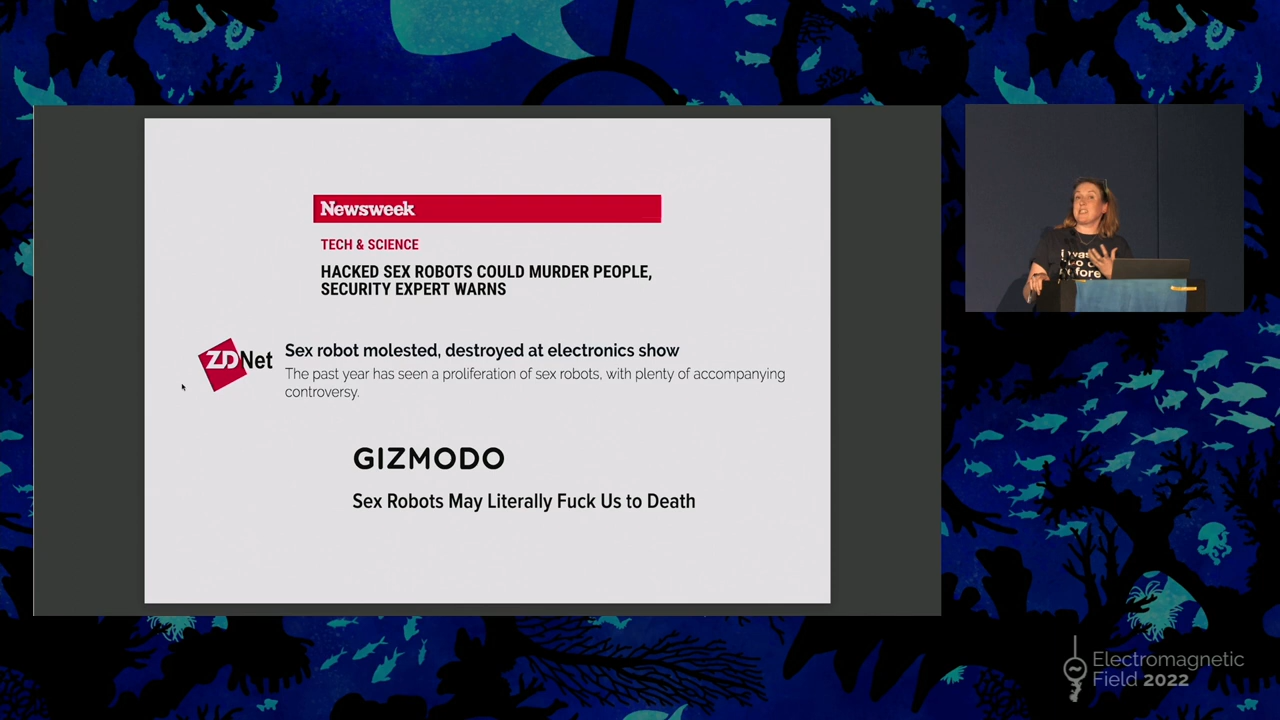 Newsweek
TECH & SCIENCE
HACKED SEX ROBOTS COULD MURDER PEOPLE,
SECURITY EXPERT WARNS
ZDNet
Sex robot molested, destroyed at electronics show
The past year has seen a proliferation of sex robots, with plenty of accompanying
controversy.
GIZMODO
Sex Robots May Literally Fuck Us to Death
i was
fore
Electromagnetic
Field 2022